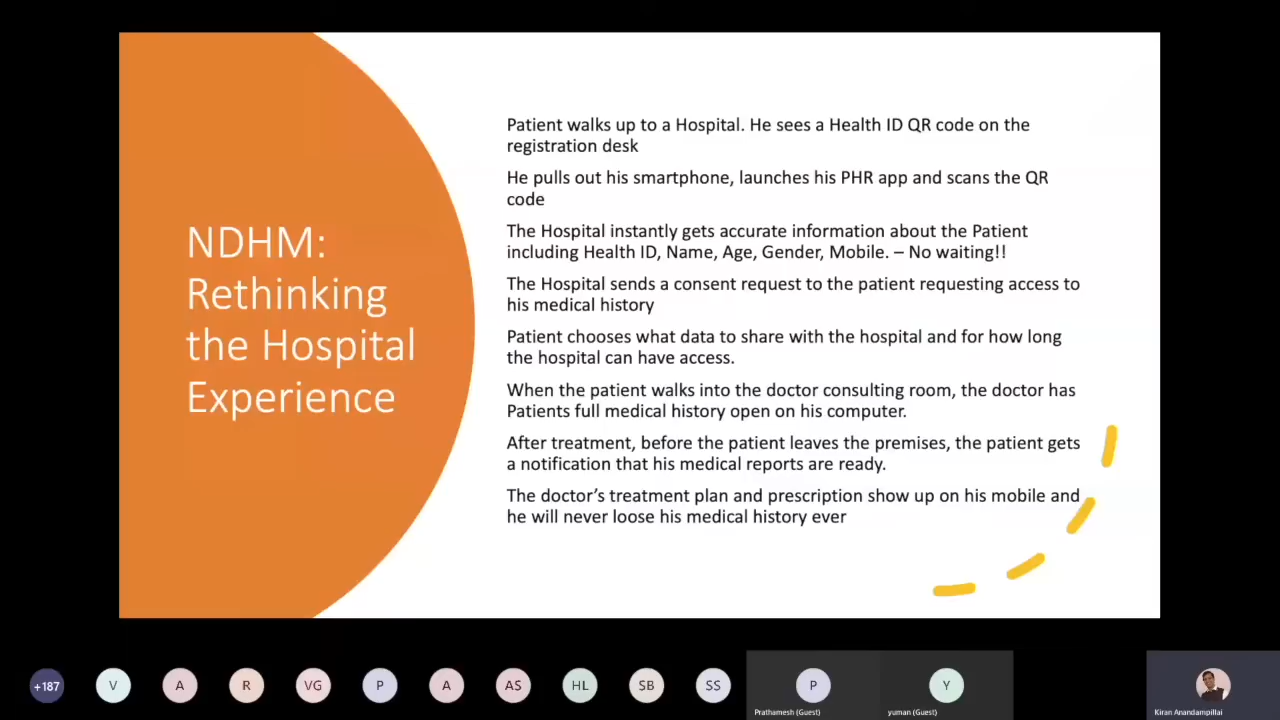 NDHM:
Rethinking
the Hospital
Experience
Patient walks up to a Hospital. He sees a Health ID QR code on the
registration desk
He pulls out his smartphone, launches his PHR app and scans the QR
code
The Hospital instantly gets accurate information about the Patient
including Health ID, Name, Age, Gender, Mobile. – No waiting!!
The Hospital sends a consent request to the patient requesting access to
his medical history
Patient chooses what data to share with the hospital and for how long
the hospital can have access.
When the patient walks into the doctor consulting room, the doctor has
Patients full medical history open on his computer.
After treatment, before the patient leaves the premises, the patient gets
a notification that his medical reports are ready.
The doctor’s treatment plan and prescription show up on his mobile and
he will never loose his medical history ever
+187 V A R VG P A AS HL SB SS P Y
Prathamesh (Guest) yuman (Guest) Kiran Anandampillai